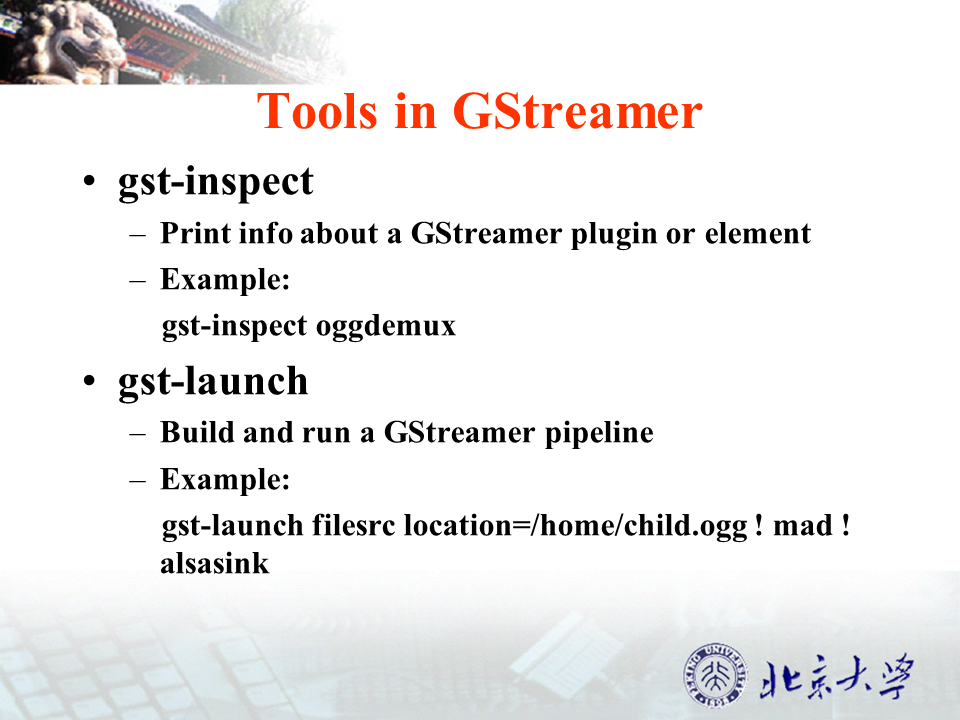 Tools in GStreamer
• gst-inspect
– Print info about a GStreamer plugin or element
– Example:
gst-inspect oggdemux
• gst-launch
– Build and run a GStreamer pipeline
– Example:
gst-launch filesrc location=/home/child.ogg ! mad !
alsasink
PEKING UNIVERSITY
1898
北京大学